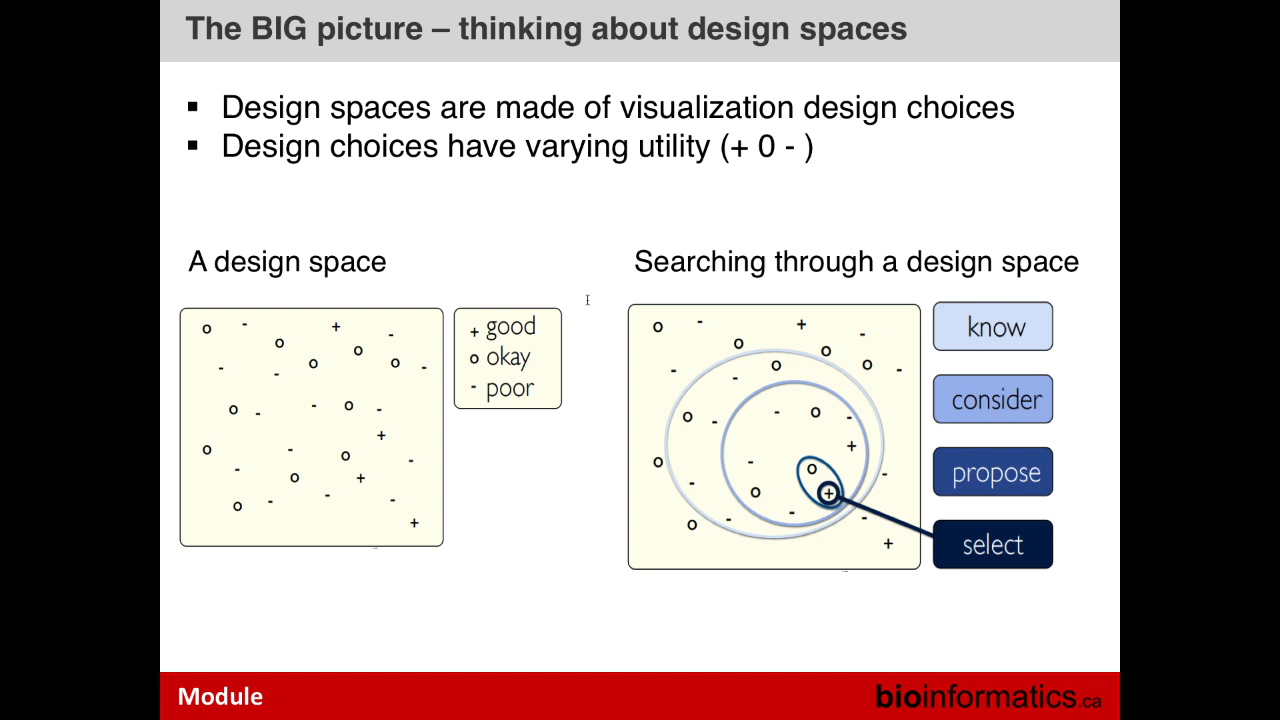 The BIG picture – thinking about design spaces
▪ Design spaces are made of visualization design choices
▪ Design choices have varying utility (+ 0 - )
A design space
Searching through a design space
+ good
o okay
- poor
know
consider
propose
select
Module
bioinformatics.ca